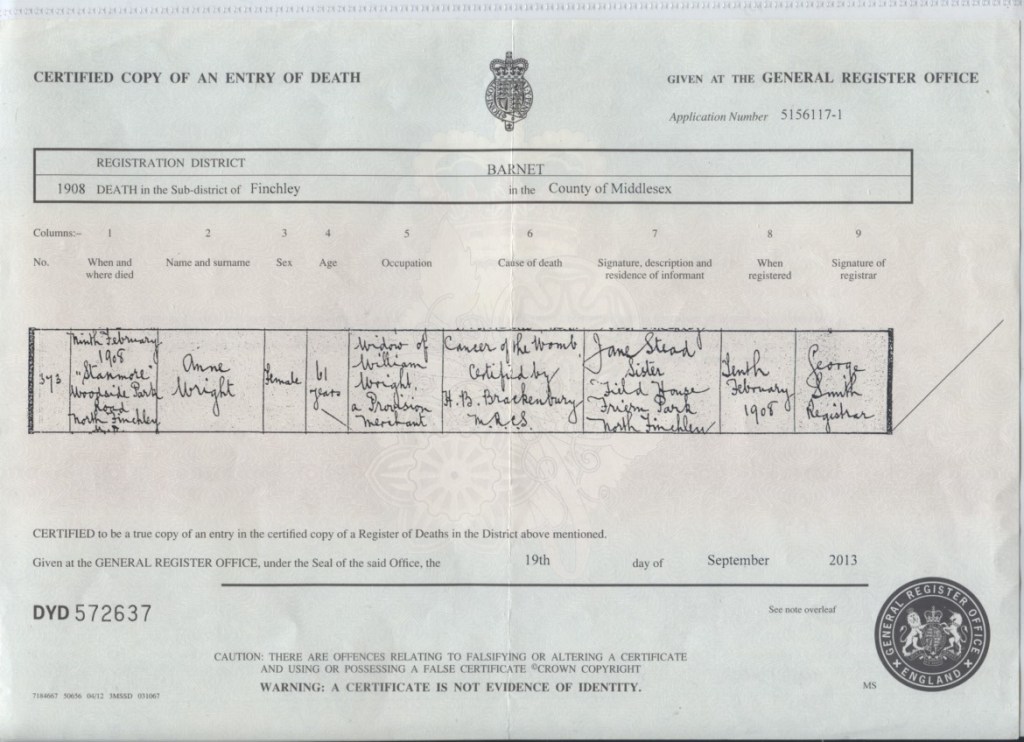 CERTIFIED COPY OF AN ENTRY OF DEATH
GIVEN AT THE GENERAL REGISTER OFFICE
Application Number 5156117-1
REGISTRATION DISTRICT BARNET
1908 DEATH in the Sub-district of Finchley in the County of Middlesex
Columns:– 1 2 3 4 5 6 7 8 9
No. When and where died Name and surname Sex Age Occupation Cause of death Signature, description and residence of informant When registered Signature of registrar
373
Ninth February
1908
"Stanmore"
Woodside Park
Road
North Finchley
Anne
Wright
Female
61
years
Widow of
William
Wright,
a Provision
Merchant
Cancer of the Womb
Certified by
H. B. Brackenbury
M.R.C.S.
Jane Stead
Sister
Field House
Friern Park
North Finchley
Tenth
February
1908
George
Smith
Registrar
CERTIFIED to be a true copy of an entry in the certified copy of a Register of Deaths in the District above mentioned.
Given at the GENERAL REGISTER OFFICE, under the Seal of the said Office, the 19th day of September 2013
DYD 572637
See note overleaf
GENERAL REGISTER OFFICE
ENGLAND
CAUTION: THERE ARE OFFENCES RELATING TO FALSIFYING OR ALTERING A CERTIFICATE
AND USING OR POSSESSING A FALSE CERTIFICATE ©CROWN COPYRIGHT
WARNING: A CERTIFICATE IS NOT EVIDENCE OF IDENTITY.
7184667 50656 04/12 3MSSD 031067
MS